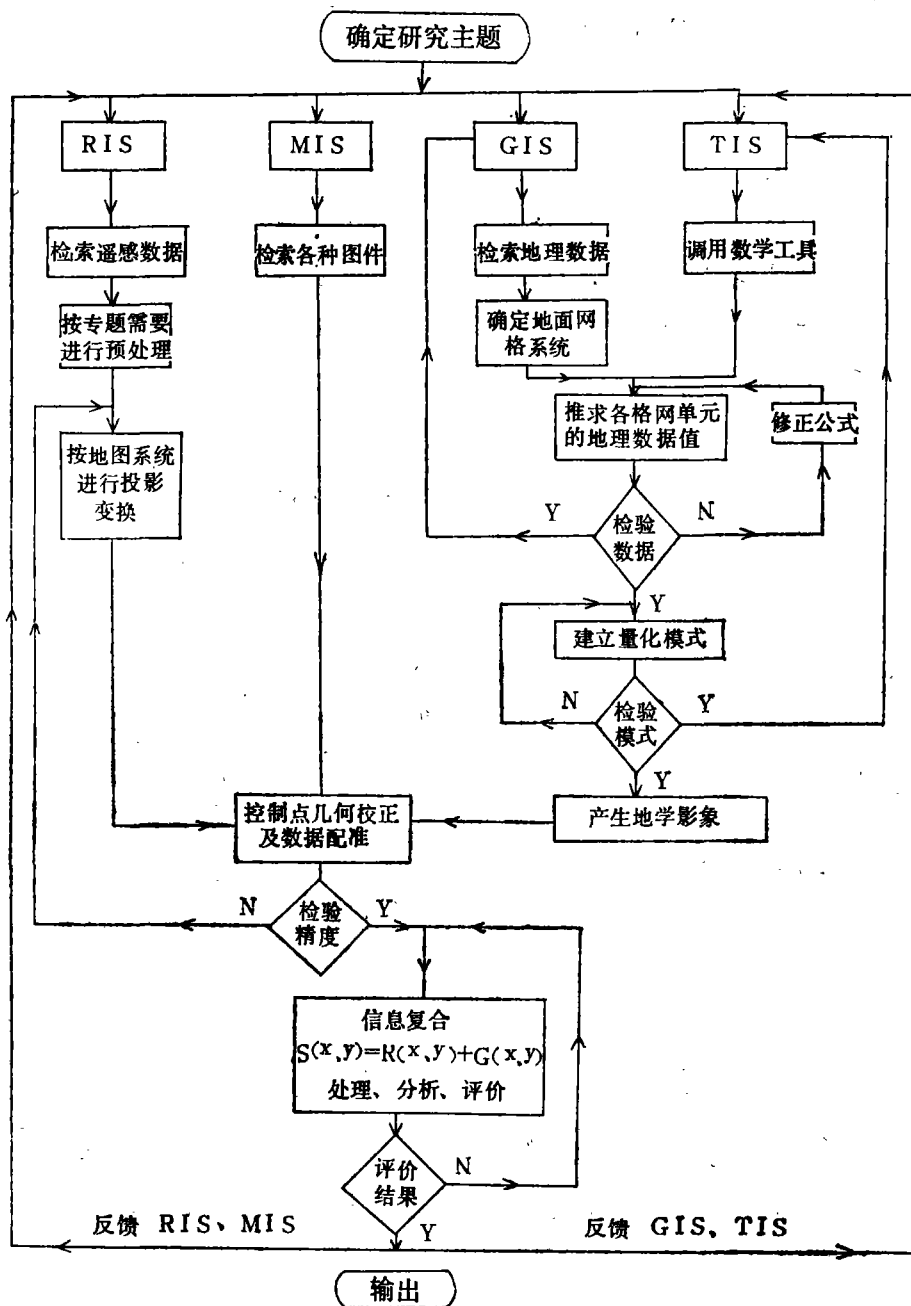 确定研究主题
RIS
MIS
GIS
TIS
检索遥感数据
检索各种图件
检索地理数据
调用数学工具
按专题需要
进行预处理
确定地面网
格系统
推求各格网单元
的地理数据值
修正公式
按地图系统
进行投影
变换
Y
检验
数据
N
Y
建立量化模式
N
检验
模式
Y
Y
控制点几何校正
及数据配准
产生地学影象
N
检验
精度
Y
信息复合
S(x、y)=R(x、y)+G(x、y)
处理、分析、评价
评价
结果
N
Y
反馈 RIS、MIS
反馈 GIS、TIS
输出